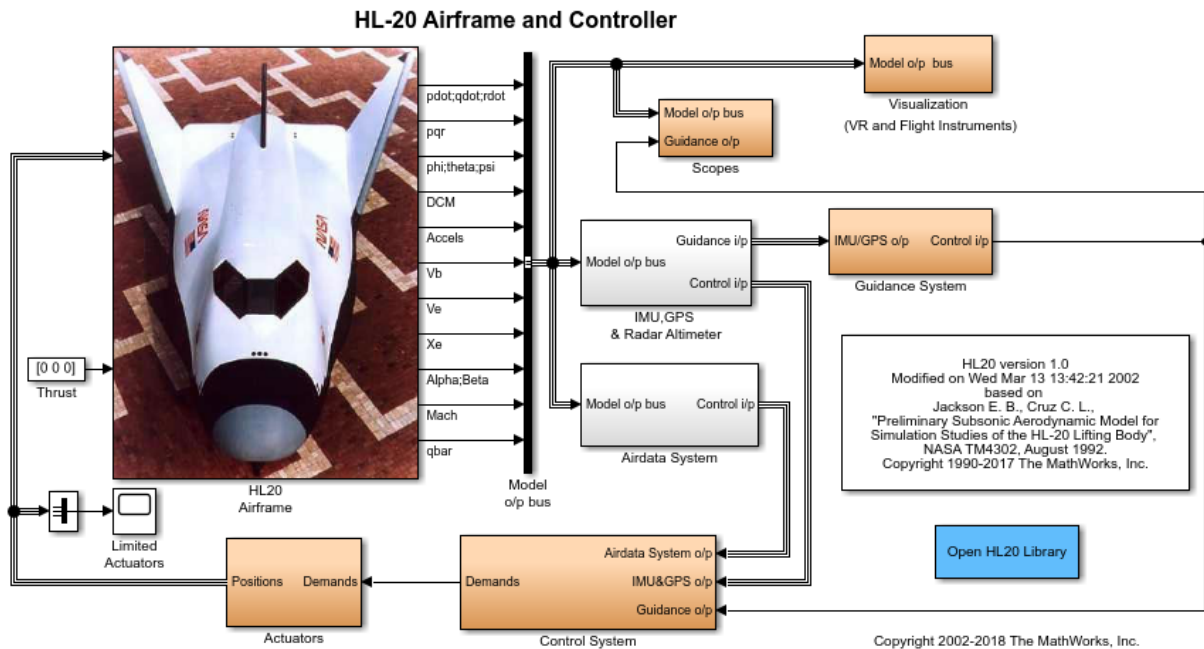 HL-20 Airframe and Controller
pdot;qdot;rdot
pqr
phi;theta;psi
DCM
Accels
Vb
Ve
Xe
Alpha;Beta
Mach
qbar
NASA
NASA
HL20
Airframe
[0 0 0]
Thrust
Limited
Actuators
Model
o/p bus
Model o/p bus
Visualization
(VR and Flight Instruments)
Model o/p bus
Guidance o/p
Scopes
Guidance i/p
Model o/p bus
Control i/p
IMU,GPS
& Radar Altimeter
IMU/GPS o/p
Control i/p
Guidance System
Model o/p bus
Control i/p
Airdata System
HL20 version 1.0
Modified on Wed Mar 13 13:42:21 2002
based on
Jackson E. B., Cruz C. L.,
"Preliminary Subsonic Aerodynamic Model for
Simulation Studies of the HL-20 Lifting Body",
NASA TM4302, August 1992.
Copyright 1990-2017 The MathWorks, Inc.
Open HL20 Library
Positions
Demands
Actuators
Demands
Airdata System o/p
IMU&GPS o/p
Guidance o/p
Control System
Copyright 2002-2018 The MathWorks, Inc.